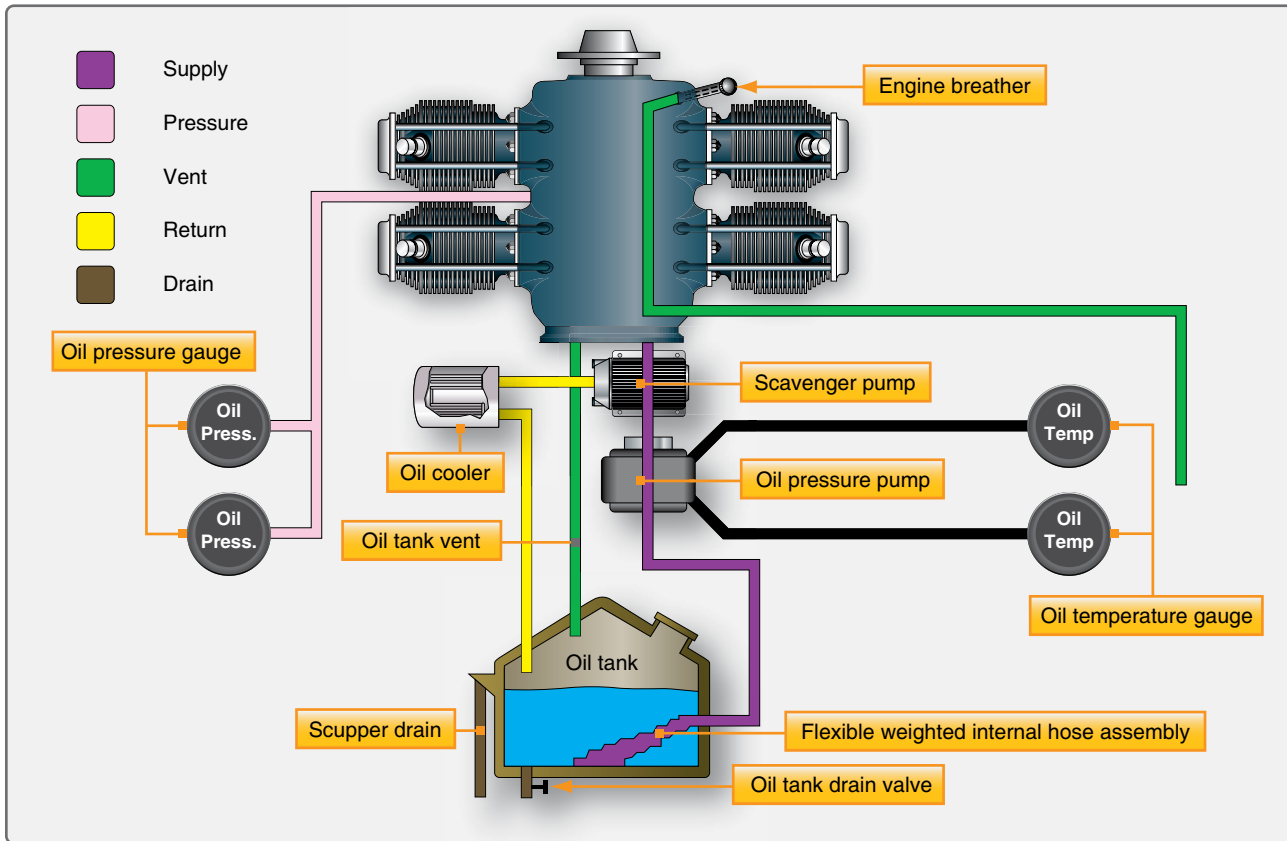 Supply
Pressure
Vent
Return
Drain
Engine breather
Oil pressure gauge
Oil
Press.
Oil
Press.
Oil cooler
Scavenger pump
Oil pressure pump
Oil
Temp
Oil
Temp
Oil tank vent
Oil temperature gauge
Oil tank
Scupper drain
Flexible weighted internal hose assembly
Oil tank drain valve